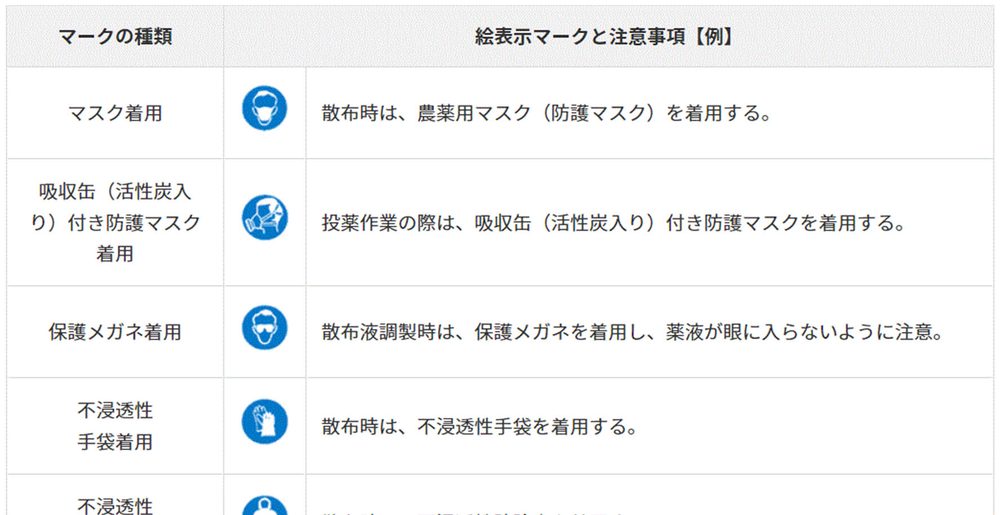 マークの種類
絵表示マークと注意事項【例】
マスク着用
散布時は、農薬用マスク（防護マスク）を着用する。
吸収缶（活性炭入
り）付き防護マスク
着用
投薬作業の際は、吸収缶（活性炭入り）付き防護マスクを着用する。
保護メガネ着用
散布液調製時は、保護メガネを着用し、薬液が眼に入らないように注意。
不浸透性
手袋着用
散布時は、不浸透性手袋を着用する。
不浸透性